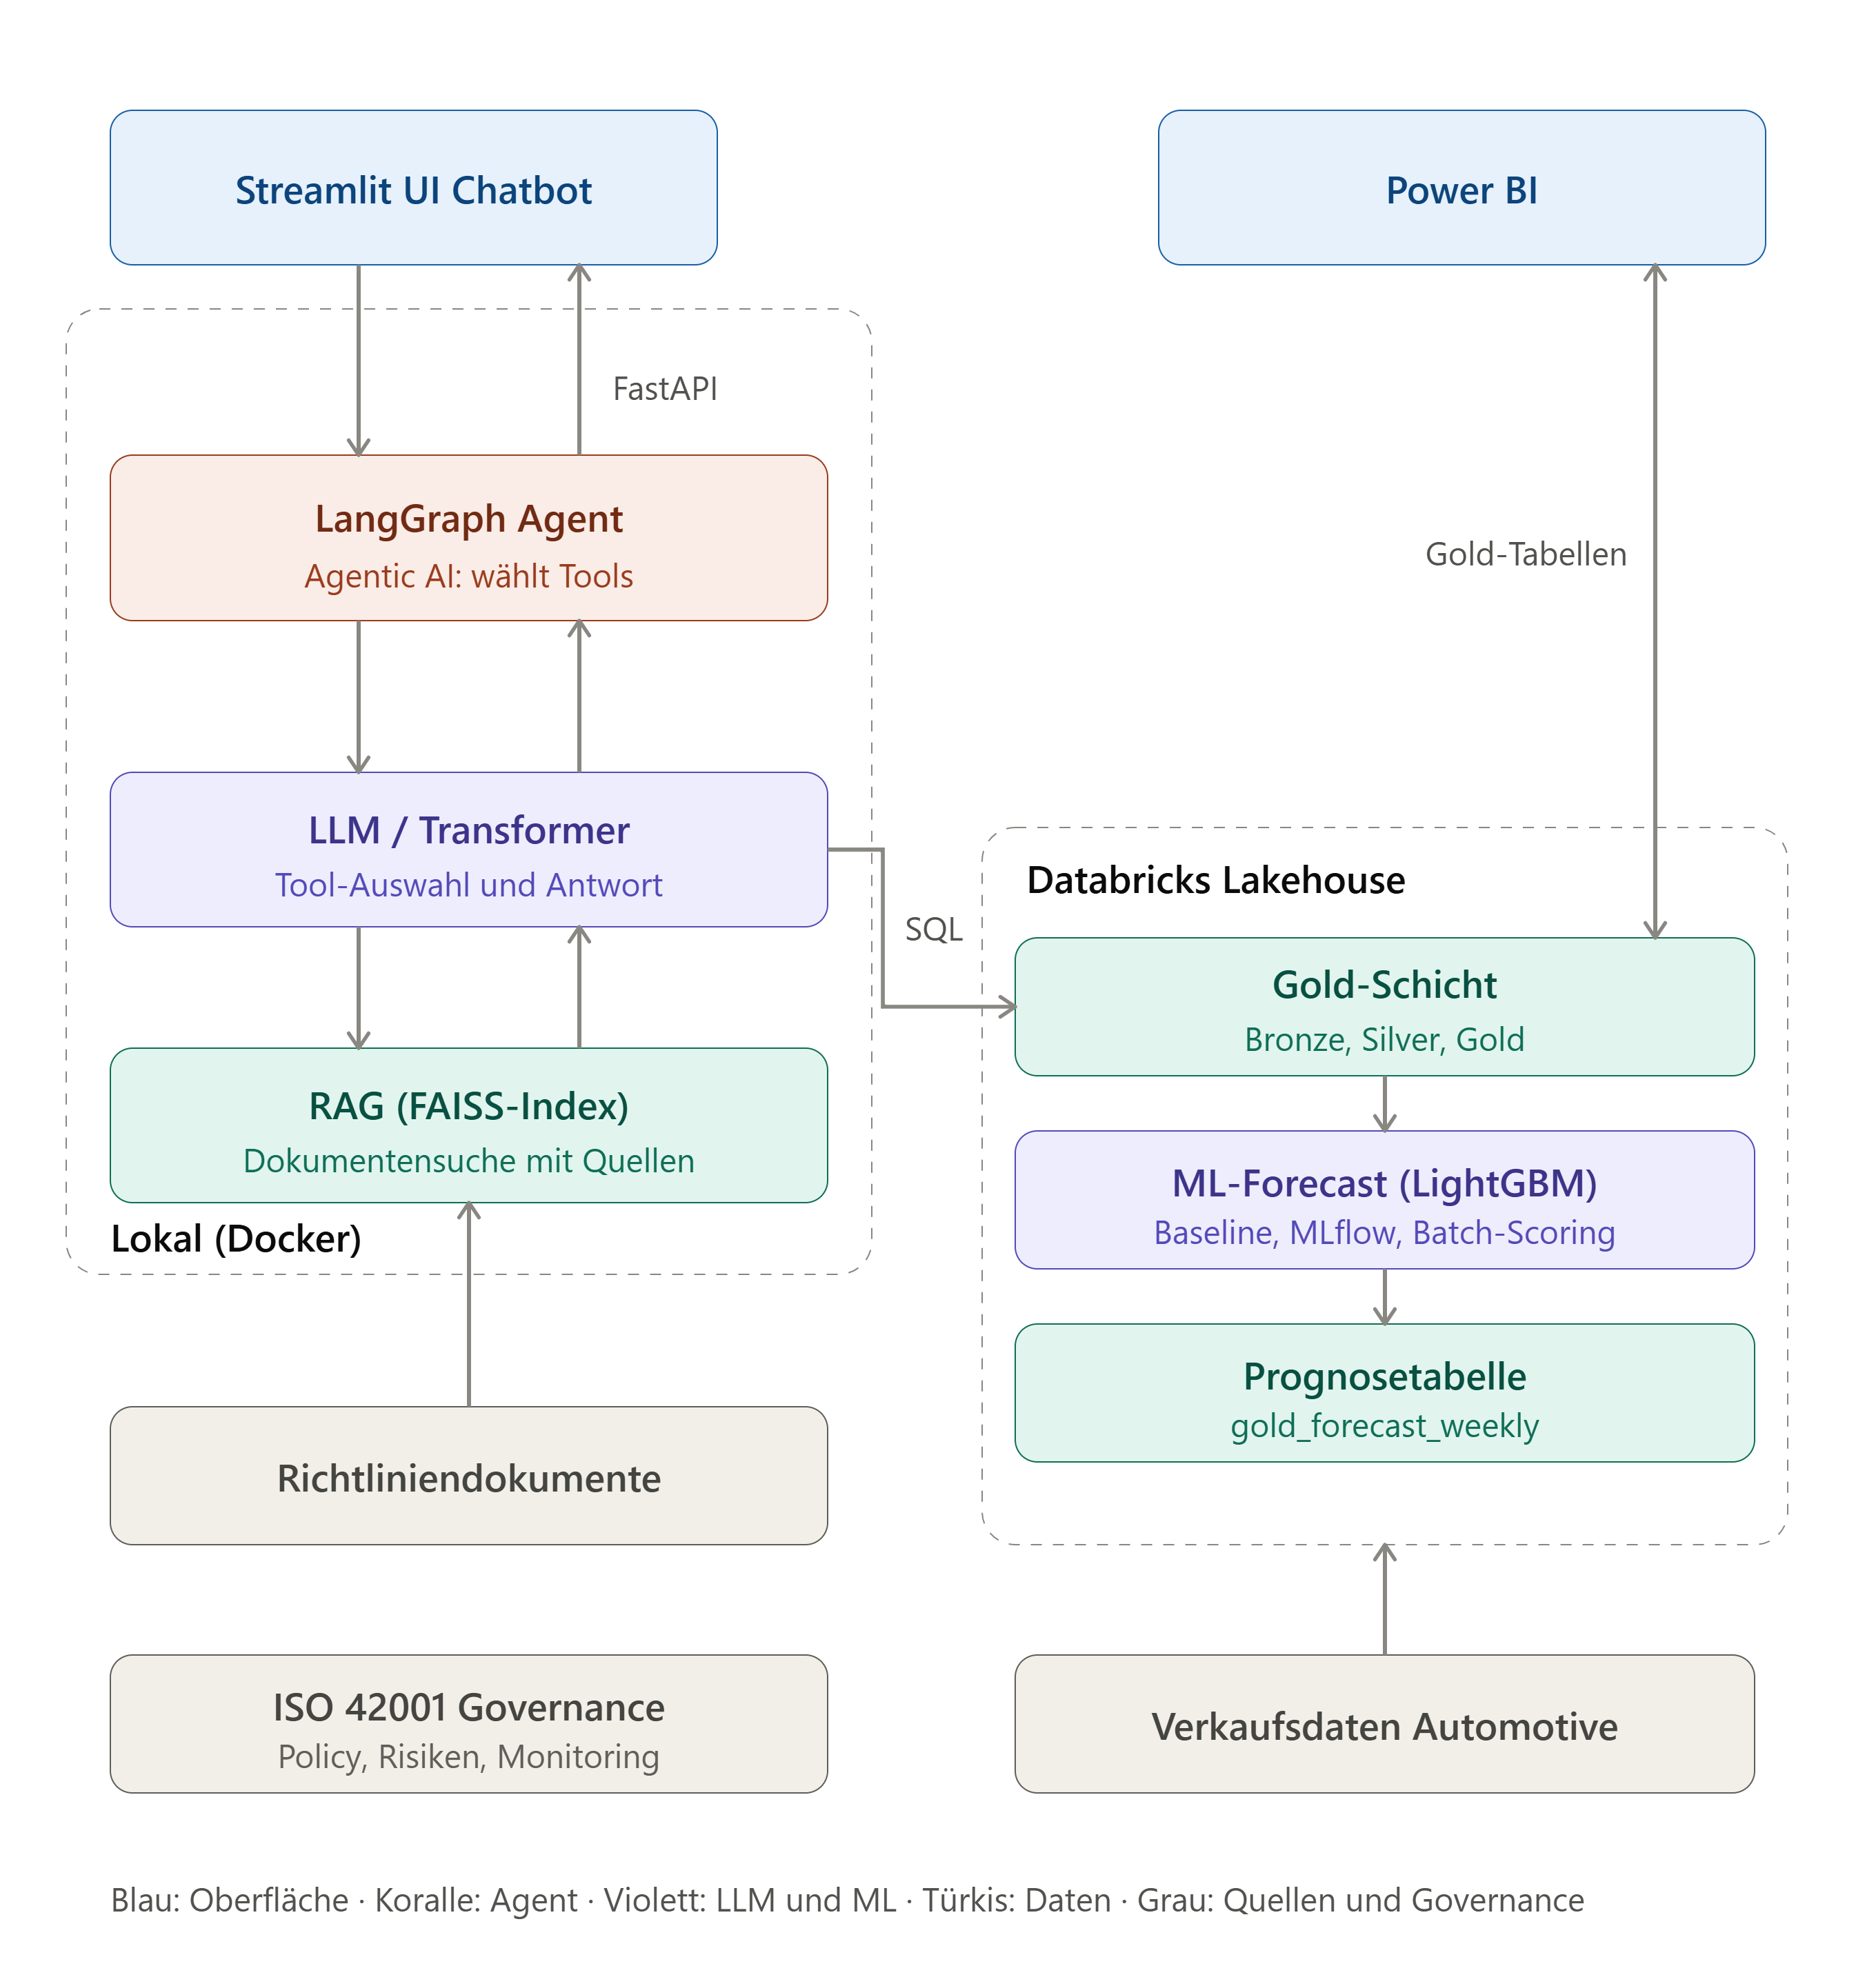 Streamlit UI Chatbot
Power BI
FastAPI
LangGraph Agent
Agentic AI: wählt Tools
Gold-Tabellen
LLM / Transformer
Tool-Auswahl und Antwort
SQL
Databricks Lakehouse
Gold-Schicht
Bronze, Silver, Gold
RAG (FAISS-Index)
Dokumentensuche mit Quellen
Lokal (Docker)
ML-Forecast (LightGBM)
Baseline, MLflow, Batch-Scoring
Prognosetabelle
gold_forecast_weekly
Richtliniendokumente
ISO 42001 Governance
Policy, Risiken, Monitoring
Verkaufsdaten Automotive
Blau: Oberfläche · Koralle: Agent · Violett: LLM und ML · Türkis: Daten · Grau: Quellen und Governance